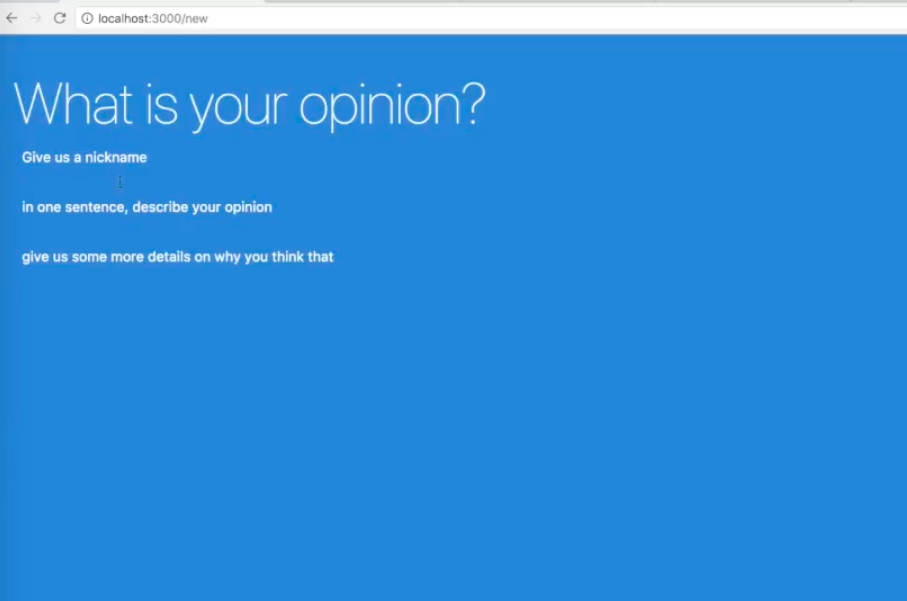 localhost:3000/new
What is your opinion?
Give us a nickname
in one sentence, describe your opinion
give us some more details on why you think that